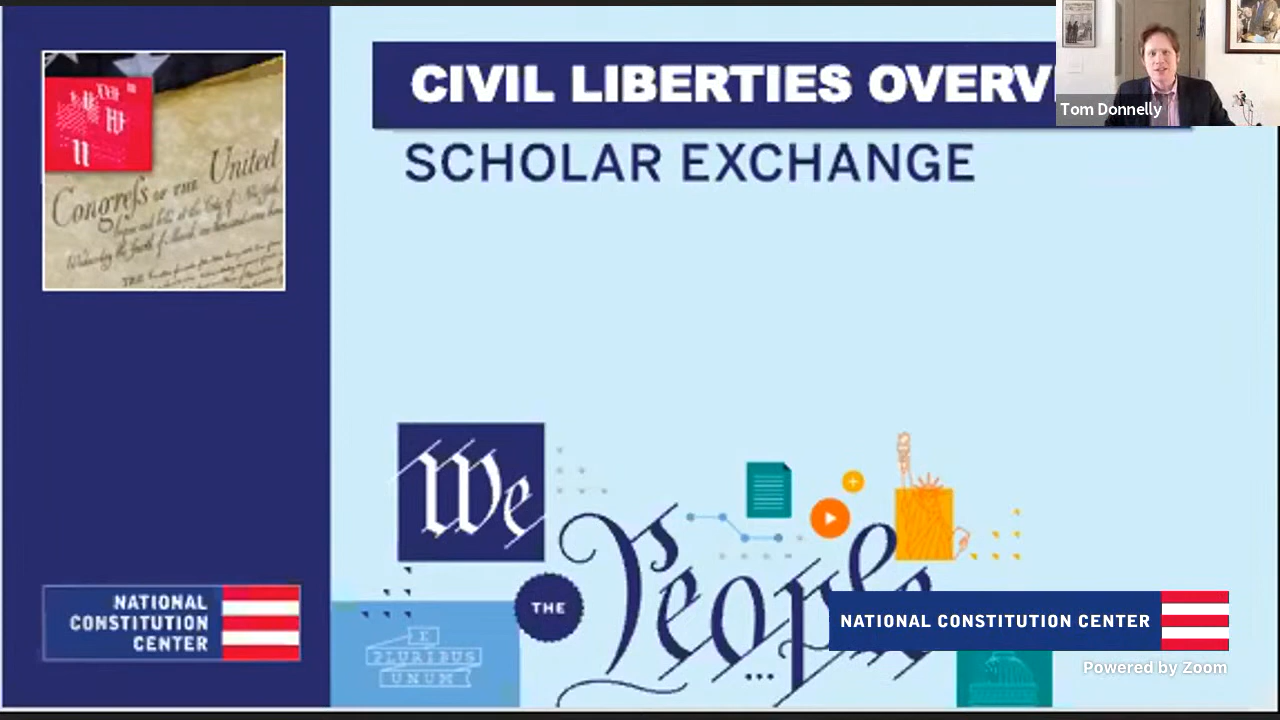 CIVIL LIBERTIES OVERV
Tom Donnelly
SCHOLAR EXCHANGE
United
Congress OF THE
We
THE
People
...
NATIONAL
CONSTITUTION
CENTER
E
PLURIBUS
UNUM
NATIONAL CONSTITUTION CENTER
Powered by Zoom